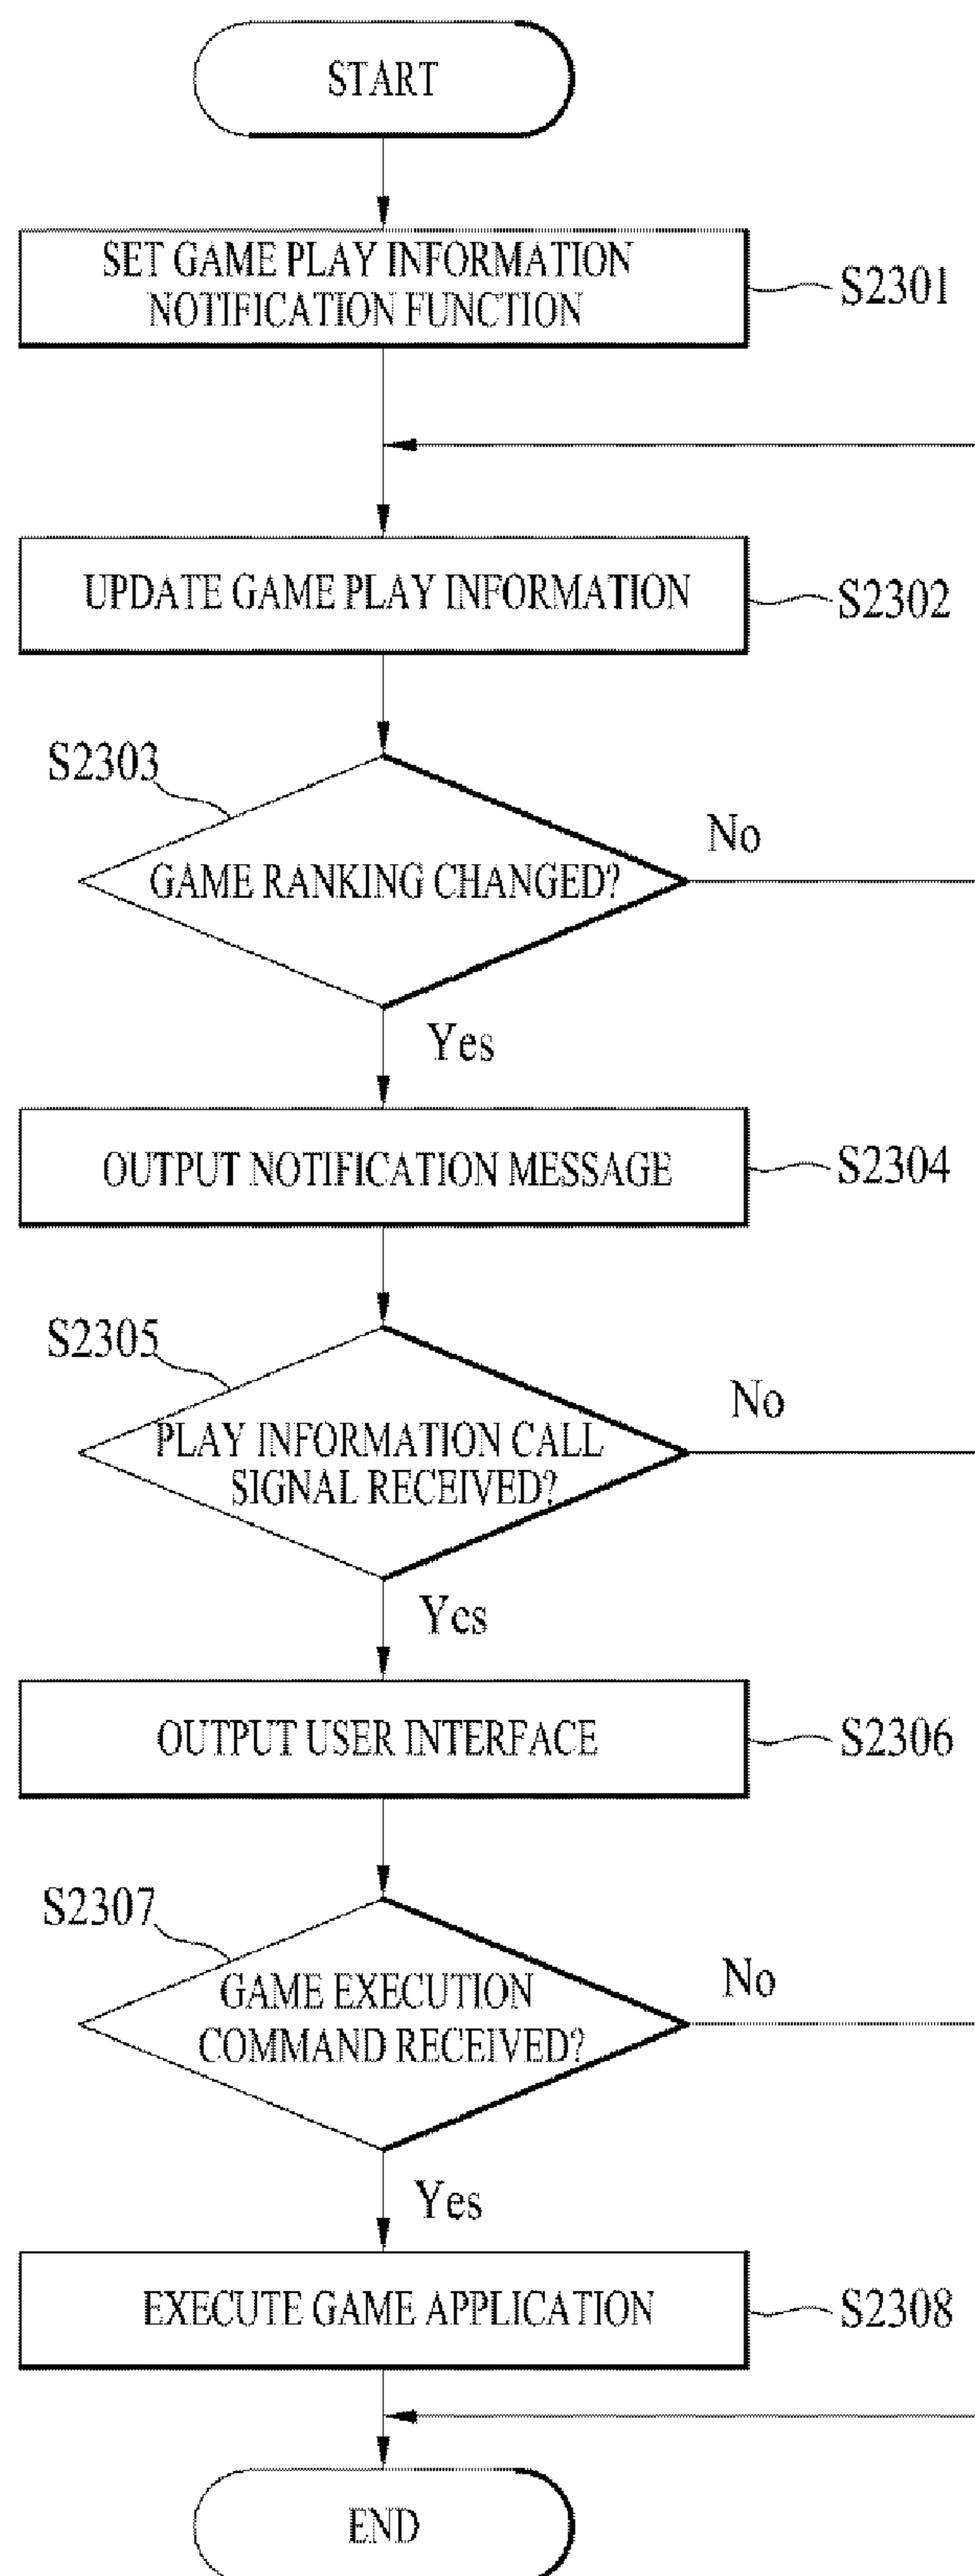 START
SET GAME PLAY INFORMATION
NOTIFICATION FUNCTION
S2301
UPDATE GAME PLAY INFORMATION
S2302
S2303
GAME RANKING CHANGED?
No
Yes
OUTPUT NOTIFICATION MESSAGE
S2304
S2305
PLAY INFORMATION CALL
SIGNAL RECEIVED?
No
Yes
OUTPUT USER INTERFACE
S2306
S2307
GAME EXECUTION
COMMAND RECEIVED?
No
Yes
EXECUTE GAME APPLICATION
S2308
END